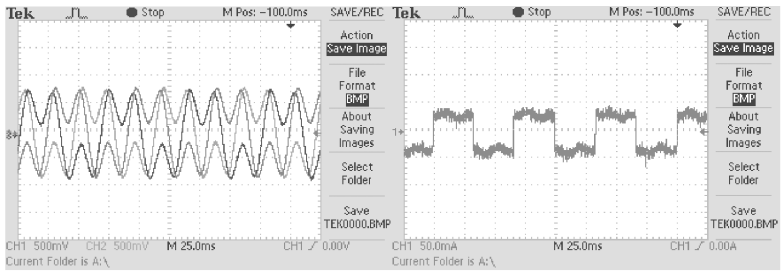 Tek Stop M Pos: -100.0ms SAVE/REC
Action
Save Image
File
Format
BMP
About
Saving
Images
Select
Folder
Save
TEK0000.BMP
CH1 500mV CH2 500mV M 25.0ms CH1 0.00V
Current Folder is A:\
Tek Stop M Pos: -100.0ms SAVE/REC
Action
Save Image
File
Format
BMP
1+
About
Saving
Images
Select
Folder
Save
TEK0000.BMP
CH1 50.0mA M 25.0ms CH1 0.00A
Current Folder is A:\